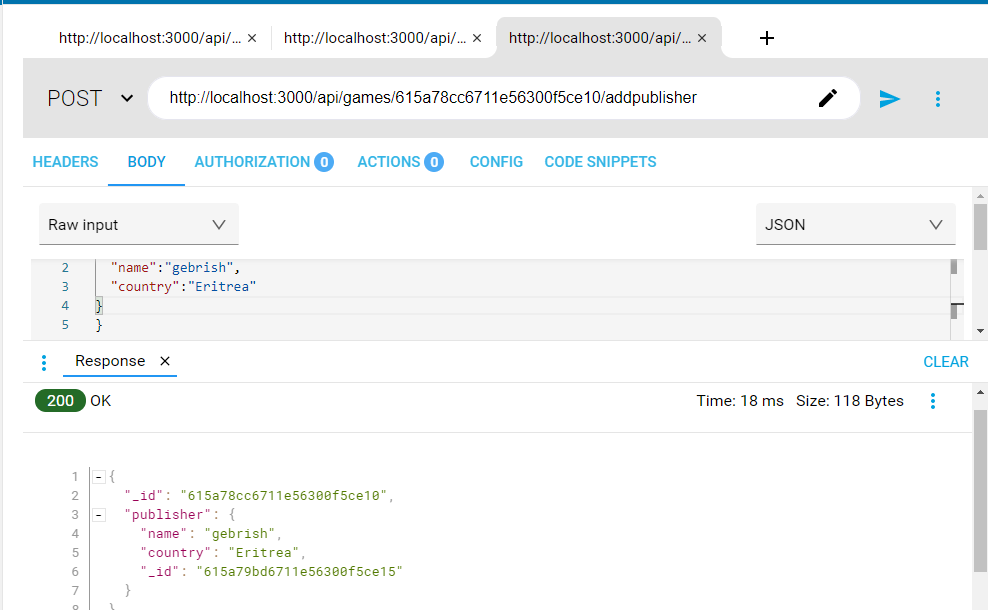 http://localhost:3000/api/... × http://localhost:3000/api/... × http://localhost:3000/api/... × +
POST http://localhost:3000/api/games/615a78cc6711e56300f5ce10/addpublisher
HEADERS BODY AUTHORIZATION 0 ACTIONS 0 CONFIG CODE SNIPPETS
Raw input JSON
2 "name":"gebrish",
3 "country":"Eritrea"
4 }
5 }
Response × CLEAR
200 OK Time: 18 ms Size: 118 Bytes
1 - {
2 "_id": "615a78cc6711e56300f5ce10",
3 - "publisher": {
4 "name": "gebrish",
5 "country": "Eritrea",
6 "_id": "615a79bd6711e56300f5ce15"
7 }
8 }